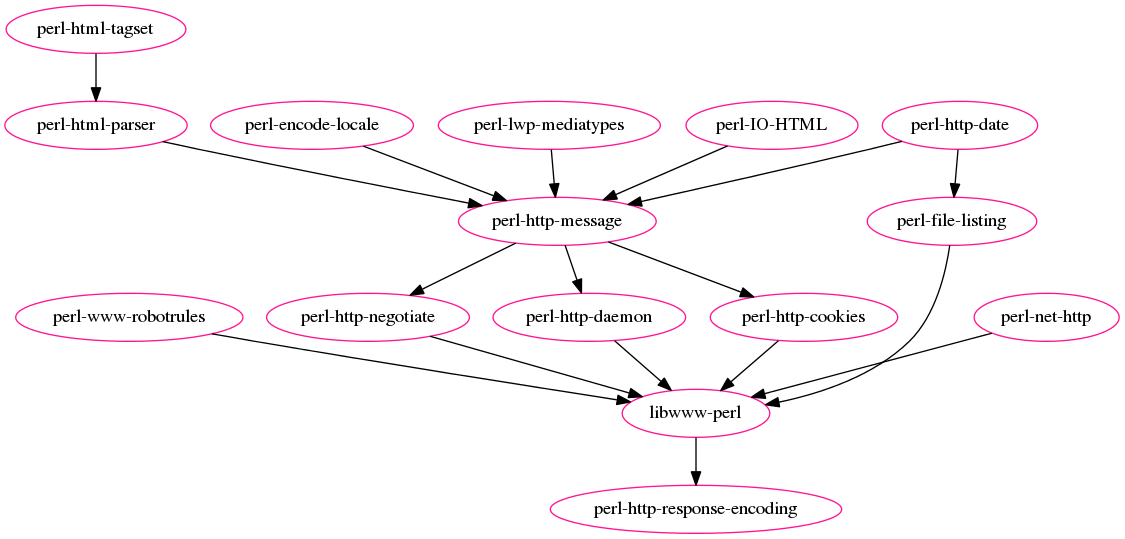 perl-html-tagset
perl-html-parser
perl-encode-locale
perl-lwp-mediatypes
perl-IO-HTML
perl-http-date
perl-http-message
perl-file-listing
perl-www-robotrules
perl-http-negotiate
perl-http-daemon
perl-http-cookies
perl-net-http
libwww-perl
perl-http-response-encoding